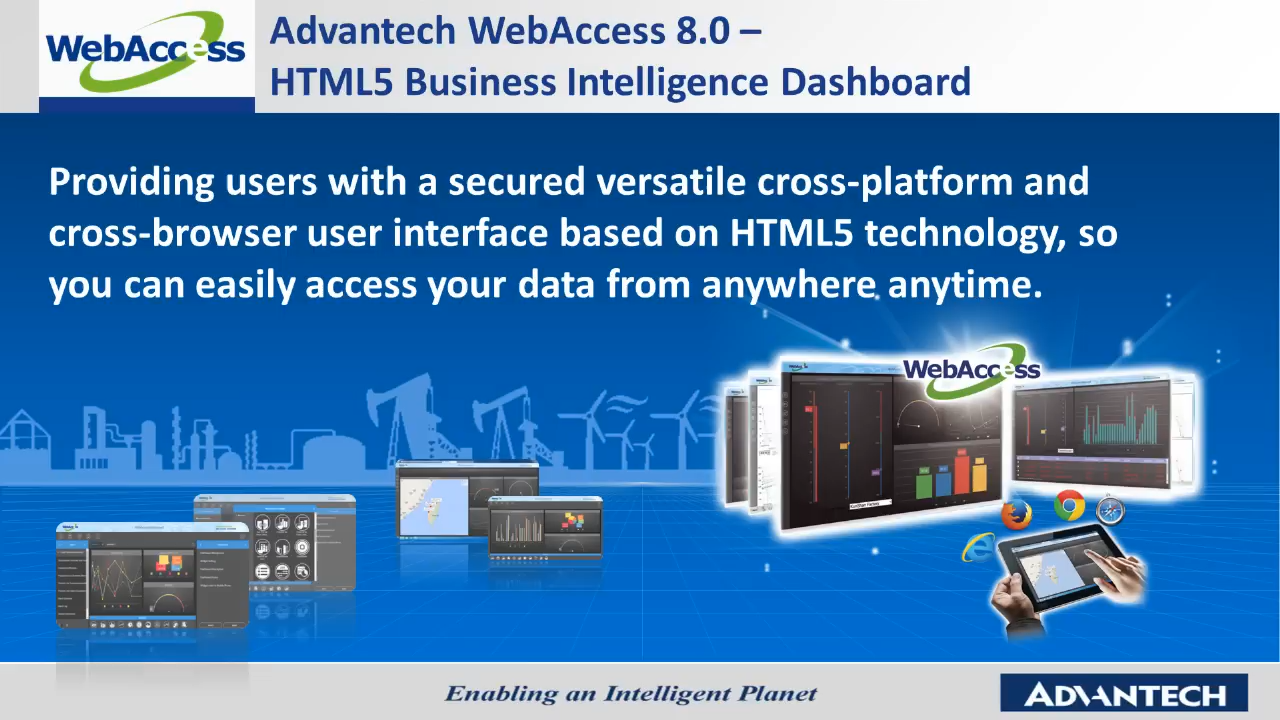 WebAccess
Advantech WebAccess 8.0 –
HTML5 Business Intelligence Dashboard
Providing users with a secured versatile cross-platform and
cross-browser user interface based on HTML5 technology, so
you can easily access your data from anywhere anytime.
WebAccess
Enabling an Intelligent Planet
ADVANTECH